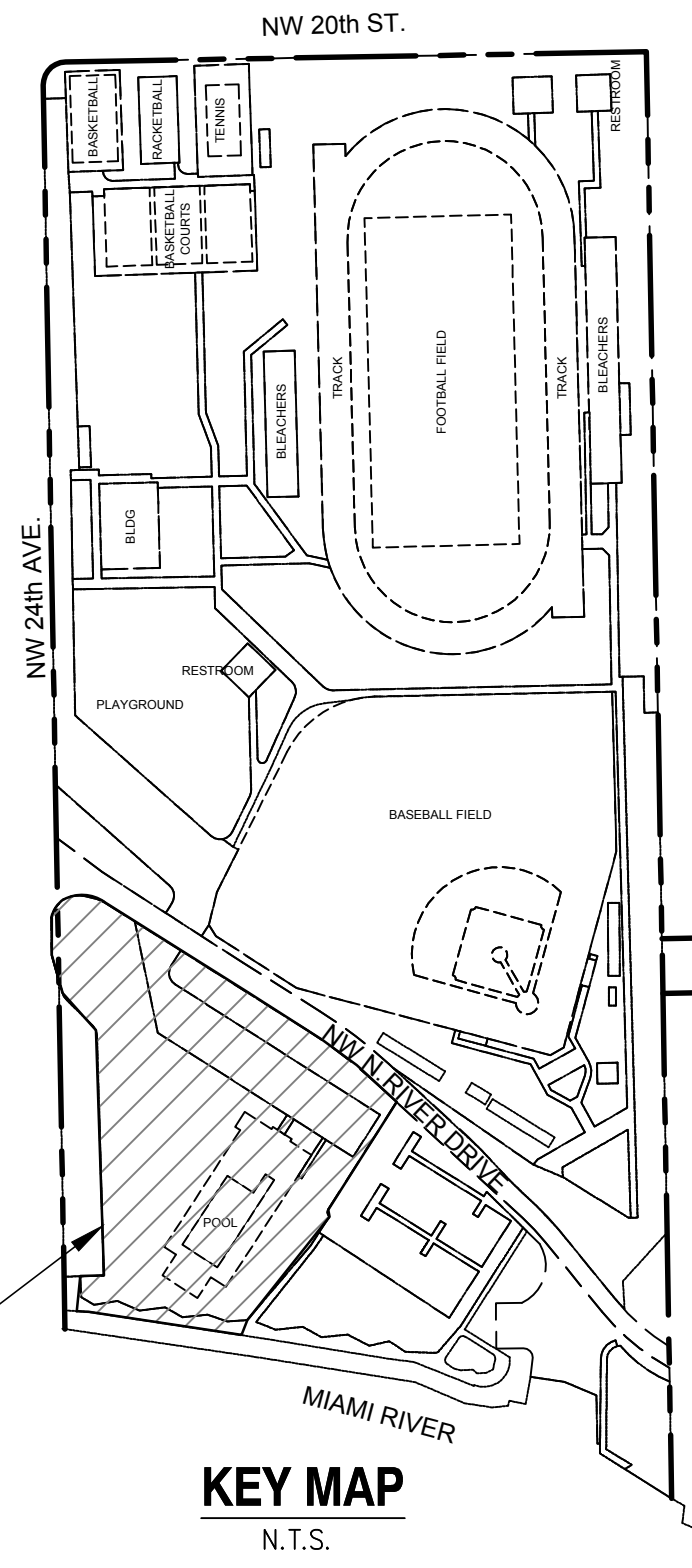 NW 20th ST.
BASKETBALL
RACKETBALL
TENNIS
RESTROOM
BASKETBALL
COURTS
TRACK
FOOTBALL FIELD
TRACK
BLEACHERS
BLEACHERS
BLDG
NW 24th AVE.
RESTROOM
PLAYGROUND
BASEBALL FIELD
NW N. RIVER DRIVE
POOL
MIAMI RIVER
KEY MAP
N.T.S.